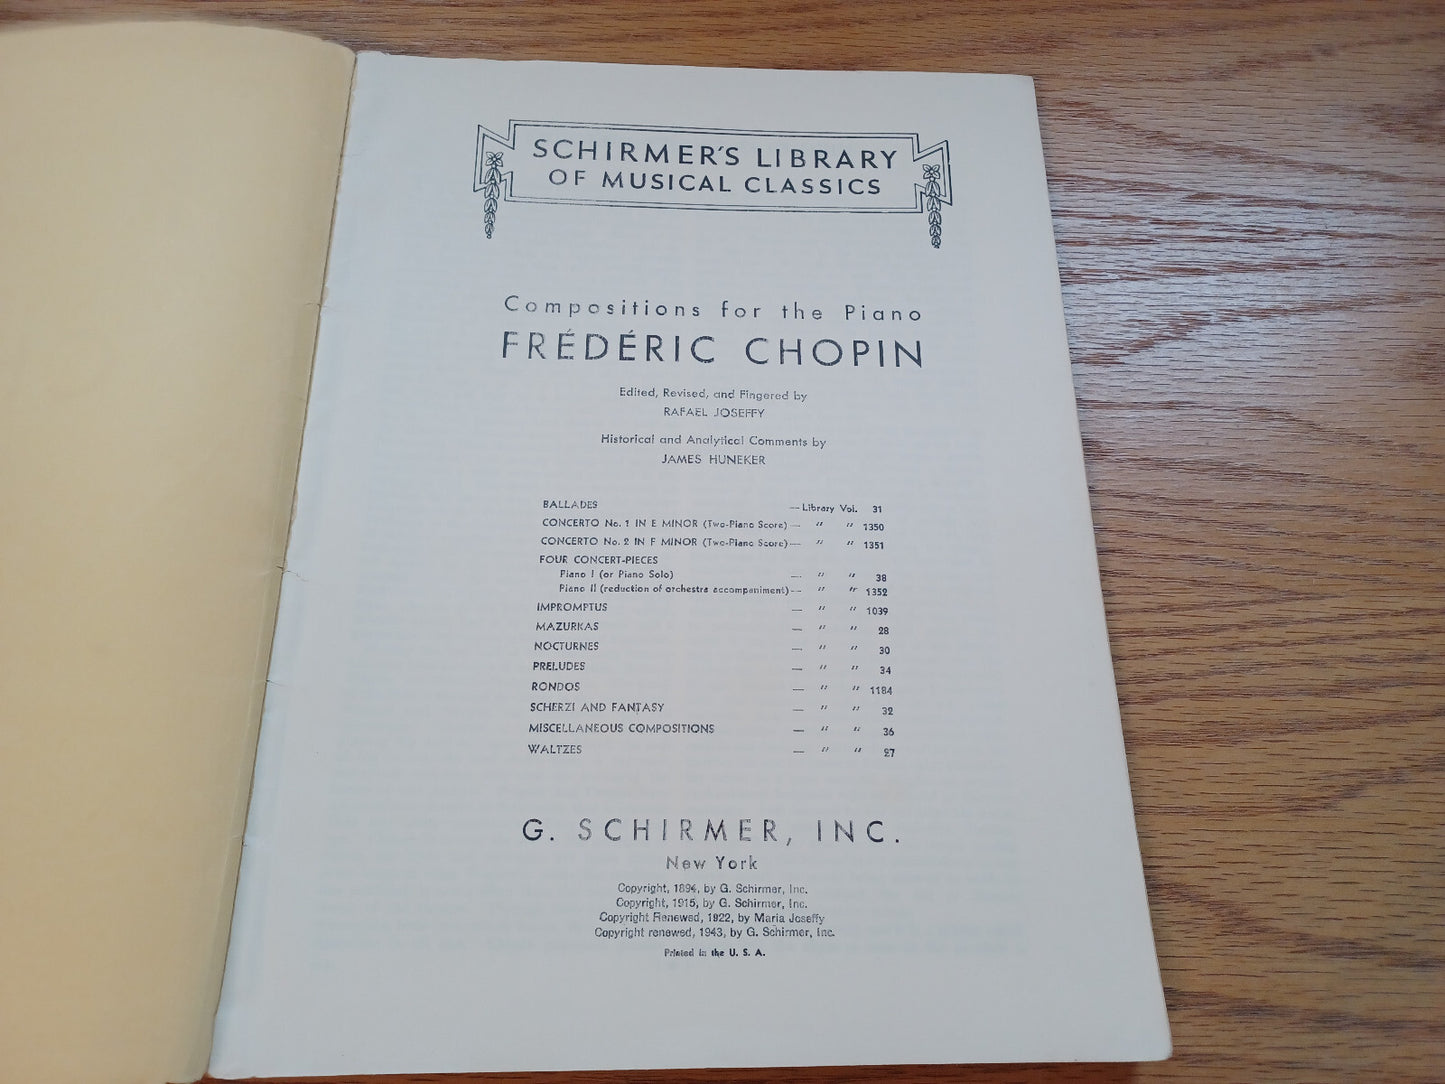 SCHIRMER'S LIBRARY
OF MUSICAL CLASSICS
Compositions for the Piano
FRÉDÉRIC CHOPIN
Edited, Revised, and Fingered by
RAFAEL JOSEFFY
Historical and Analytical Comments by
JAMES HUNEKER
BALLADES — Library Vol. 31
CONCERTO No. 1 IN E MINOR (Two-Piano Score) — " " 1350
CONCERTO No. 2 IN F MINOR (Two-Piano Score) — " " 1351
FOUR CONCERT-PIECES
Piano I (or Piano Solo) — " " 38
Piano II (reduction of orchestra accompaniment) — " " 1352
IMPROMPTUS — " " 1039
MAZURKAS — " " 28
NOCTURNES — " " 30
PRELUDES — " " 34
RONDOS — " " 1184
SCHERZI AND FANTASY — " " 32
MISCELLANEOUS COMPOSITIONS — " " 36
WALTZES — " " 27
G. SCHIRMER, INC.
New York
Copyright, 1894, by G. Schirmer, Inc.
Copyright, 1915, by G. Schirmer, Inc.
Copyright Renewed, 1922, by Maria Joseffy
Copyright renewed, 1943, by G. Schirmer, Inc.
Printed in the U. S. A.